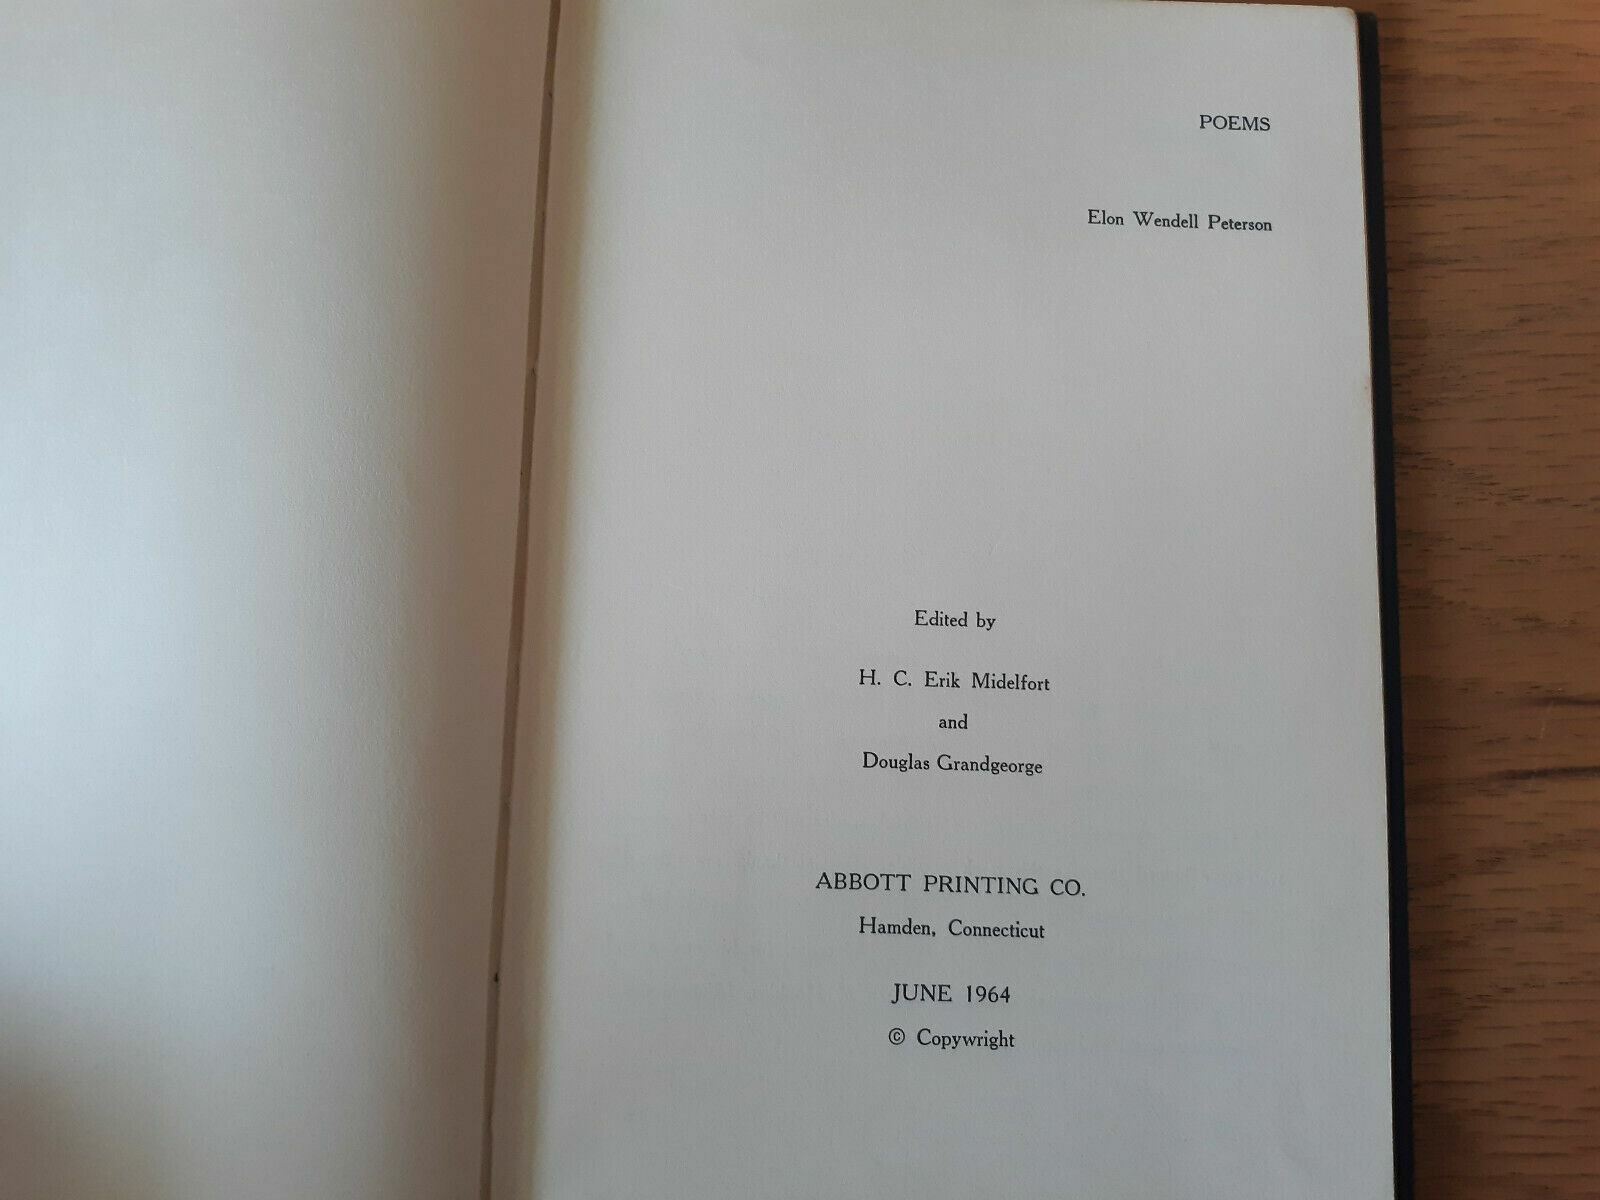 POEMS
Elon Wendell Peterson
Edited by
H. C. Erik Midelfort
and
Douglas Grandgeorge
ABBOTT PRINTING CO.
Hamden, Connecticut
JUNE 1964
© Copywright